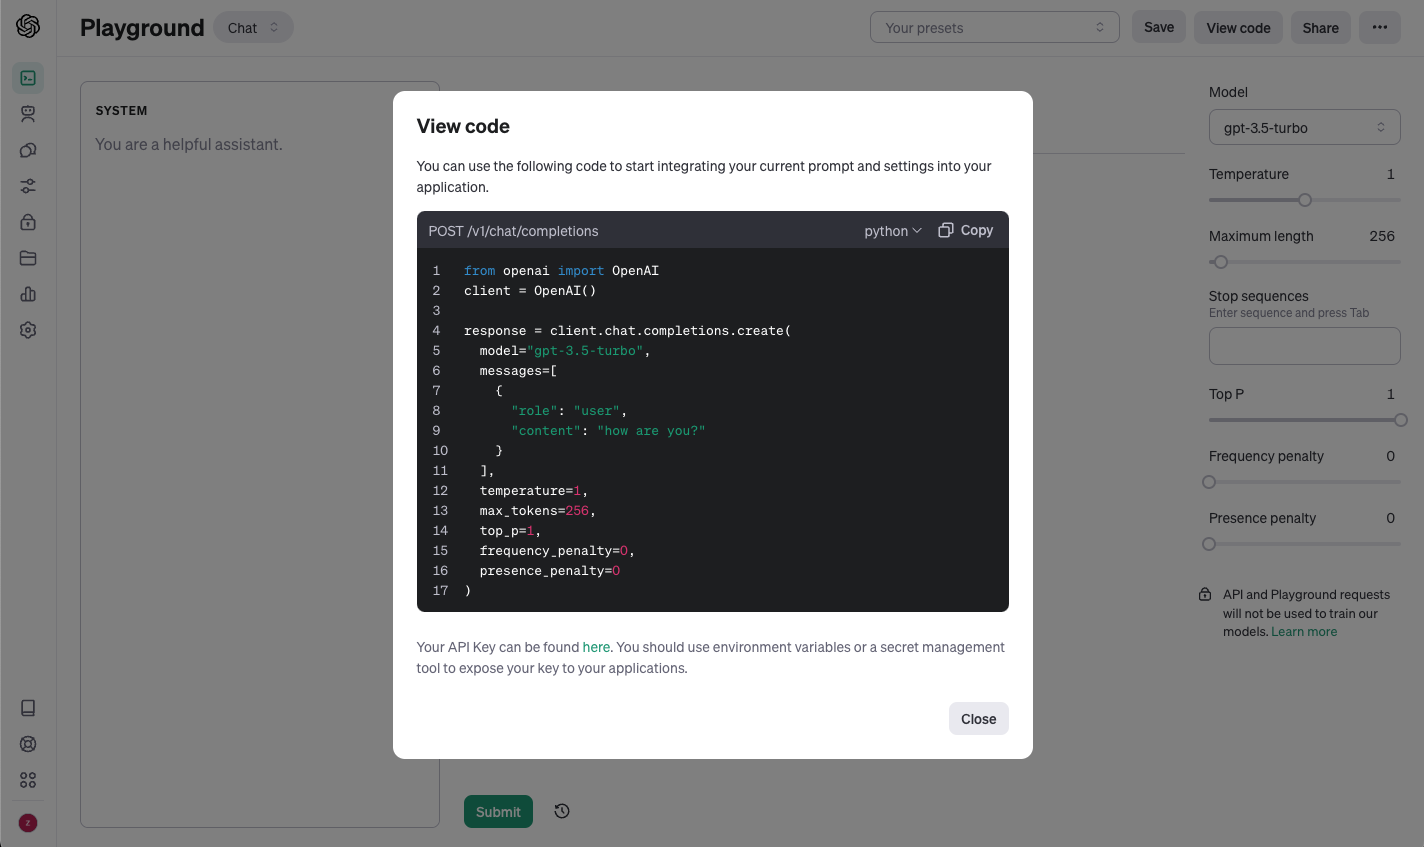 Playground
Chat
Your presets
Save
View code
Share
SYSTEM
You are a helpful assistant.
View code
You can use the following code to start integrating your current prompt and settings into your
application.
POST /v1/chat/completions
python
Copy
1 from openai import OpenAI
2 client = OpenAI()
3
4 response = client.chat.completions.create(
5   model="gpt-3.5-turbo",
6   messages=[
7     {
8       "role": "user",
9       "content": "how are you?"
10     }
11   ],
12   temperature=1,
13   max_tokens=256,
14   top_p=1,
15   frequency_penalty=0,
16   presence_penalty=0
17 )
Your API Key can be found here. You should use environment variables or a secret management
tool to expose your key to your applications.
Close
Submit
Model
gpt-3.5-turbo
Temperature 1
Maximum length 256
Stop sequences
Enter sequence and press Tab
Top P 1
Frequency penalty 0
Presence penalty 0
API and Playground requests
will not be used to train our
models. Learn more
z